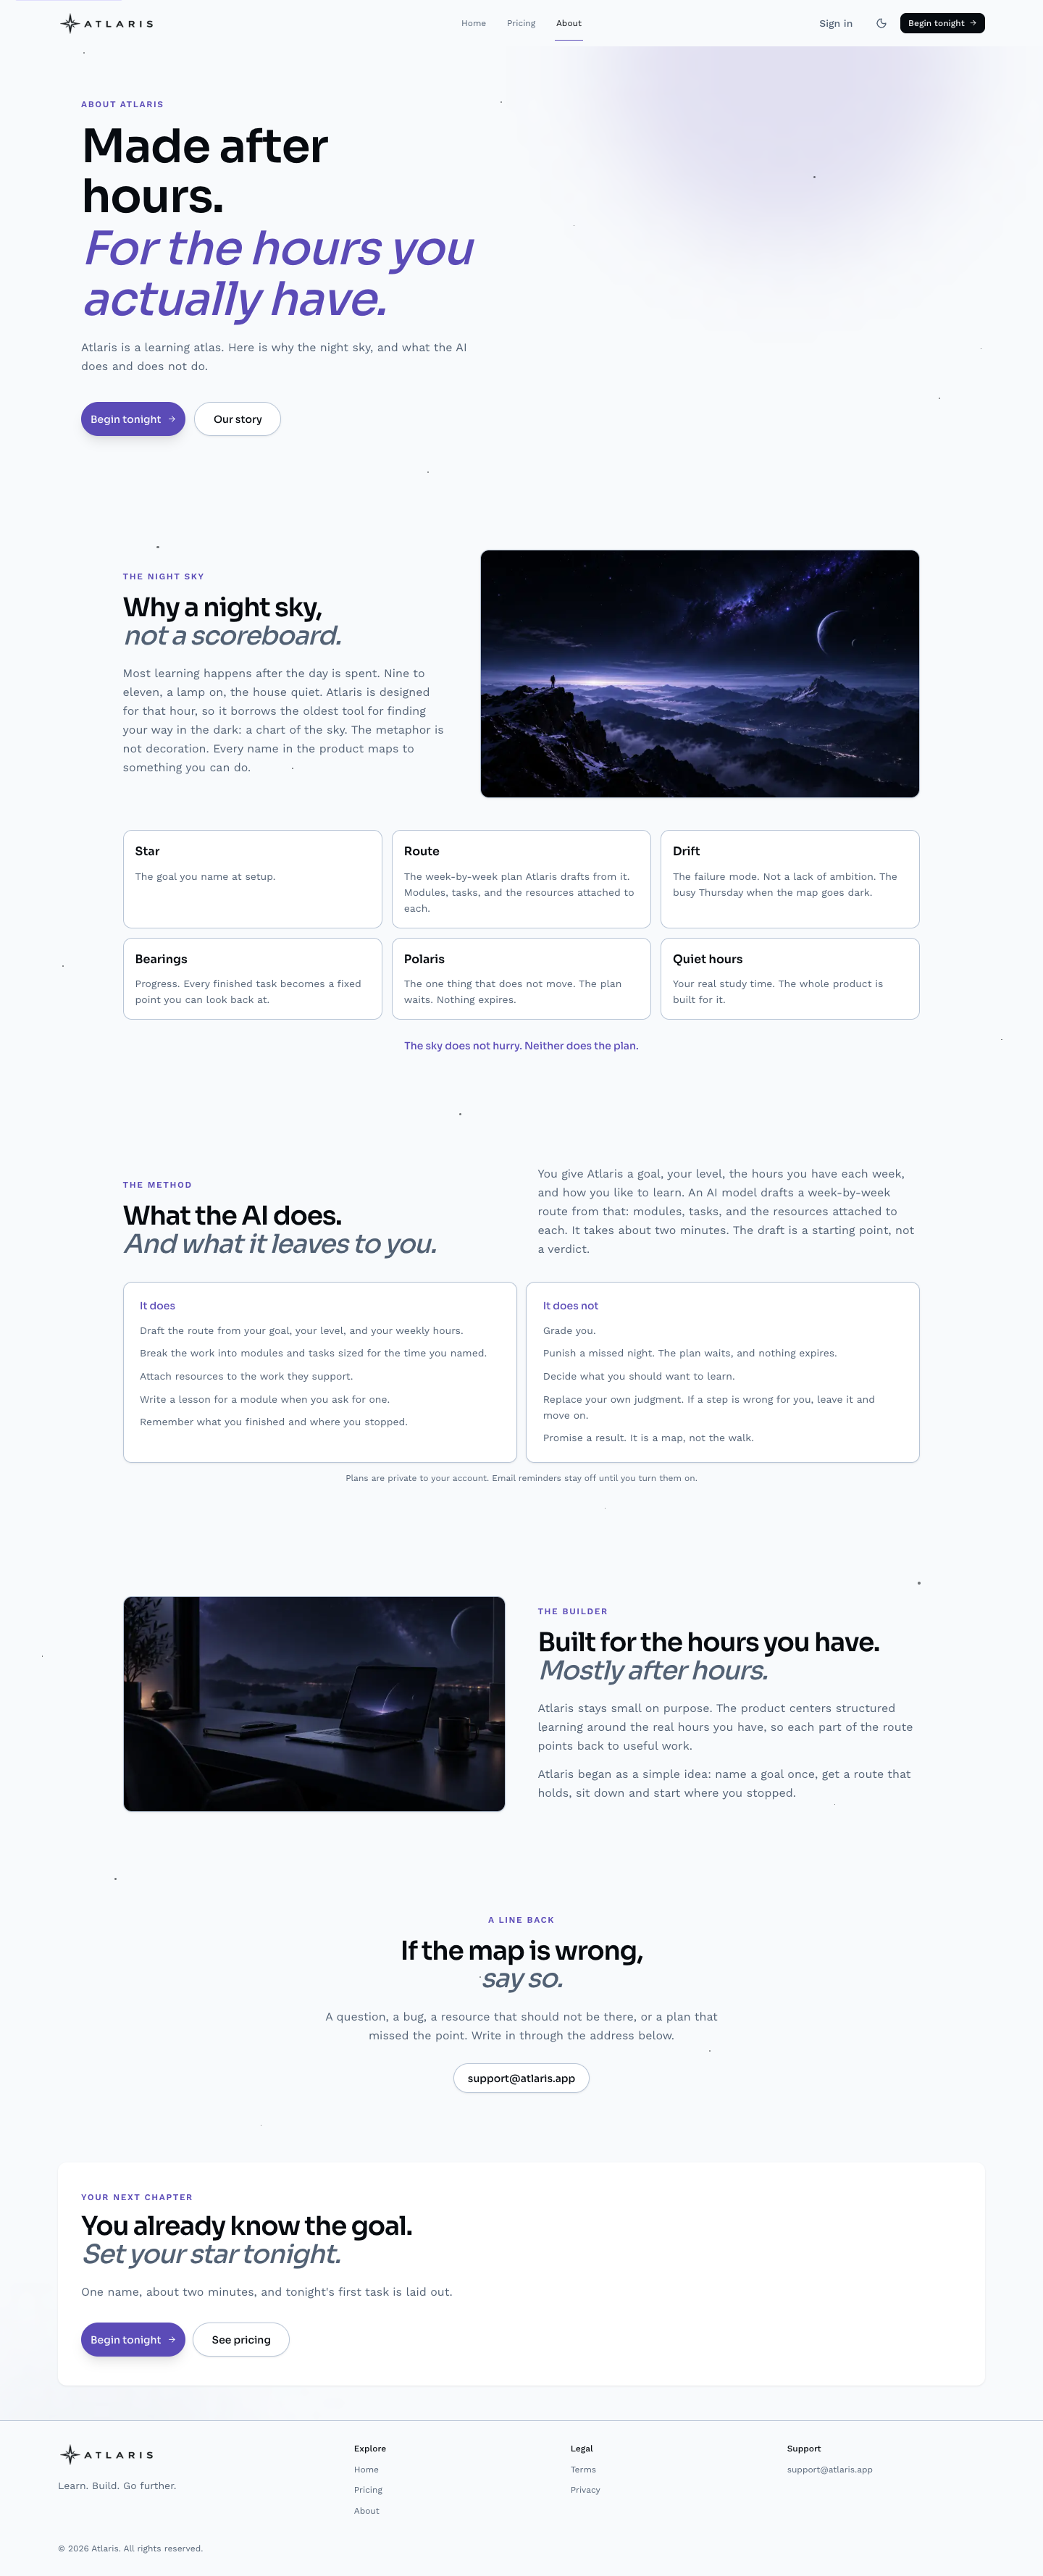 ATLARIS
Home
Pricing
About
Sign in
Begin tonight →
ABOUT ATLARIS
Made after
hours.
For the hours you
actually have.
Atlaris is a learning atlas. Here is why the night sky, and what the AI
does and does not do.
Begin tonight →
Our story
THE NIGHT SKY
Why a night sky,
not a scoreboard.
Most learning happens after the day is spent. Nine to
eleven, a lamp on, the house quiet. Atlaris is designed
for that hour, so it borrows the oldest tool for finding
your way in the dark: a chart of the sky. The metaphor is
not decoration. Every name in the product maps to
something you can do.
Star
The goal you name at setup.
Route
The week-by-week plan Atlaris drafts from it.
Modules, tasks, and the resources attached to
each.
Drift
The failure mode. Not a lack of ambition. The
busy Thursday when the map goes dark.
Bearings
Progress. Every finished task becomes a fixed
point you can look back at.
Polaris
The one thing that does not move. The plan
waits. Nothing expires.
Quiet hours
Your real study time. The whole product is
built for it.
The sky does not hurry. Neither does the plan.
THE METHOD
What the AI does.
And what it leaves to you.
You give Atlaris a goal, your level, the hours you have each week,
and how you like to learn. An AI model drafts a week-by-week
route from that: modules, tasks, and the resources attached to
each. It takes about two minutes. The draft is a starting point, not
a verdict.
It does
Draft the route from your goal, your level, and your weekly hours.
Break the work into modules and tasks sized for the time you named.
Attach resources to the work they support.
Write a lesson for a module when you ask for one.
Remember what you finished and where you stopped.
It does not
Grade you.
Punish a missed night. The plan waits, and nothing expires.
Decide what you should want to learn.
Replace your own judgment. If a step is wrong for you, leave it and
move on.
Promise a result. It is a map, not the walk.
Plans are private to your account. Email reminders stay off until you turn them on.
THE BUILDER
Built for the hours you have.
Mostly after hours.
Atlaris stays small on purpose. The product centers structured
learning around the real hours you have, so each part of the route
points back to useful work.
Atlaris began as a simple idea: name a goal once, get a route that
holds, sit down and start where you stopped.
A LINE BACK
If the map is wrong,
say so.
A question, a bug, a resource that should not be there, or a plan that
missed the point. Write in through the address below.
support@atlaris.app
YOUR NEXT CHAPTER
You already know the goal.
Set your star tonight.
One name, about two minutes, and tonight's first task is laid out.
Begin tonight →
See pricing
ATLARIS
Learn. Build. Go further.
Explore
Home
Pricing
About
Legal
Terms
Privacy
Support
support@atlaris.app
© 2026 Atlaris. All rights reserved.